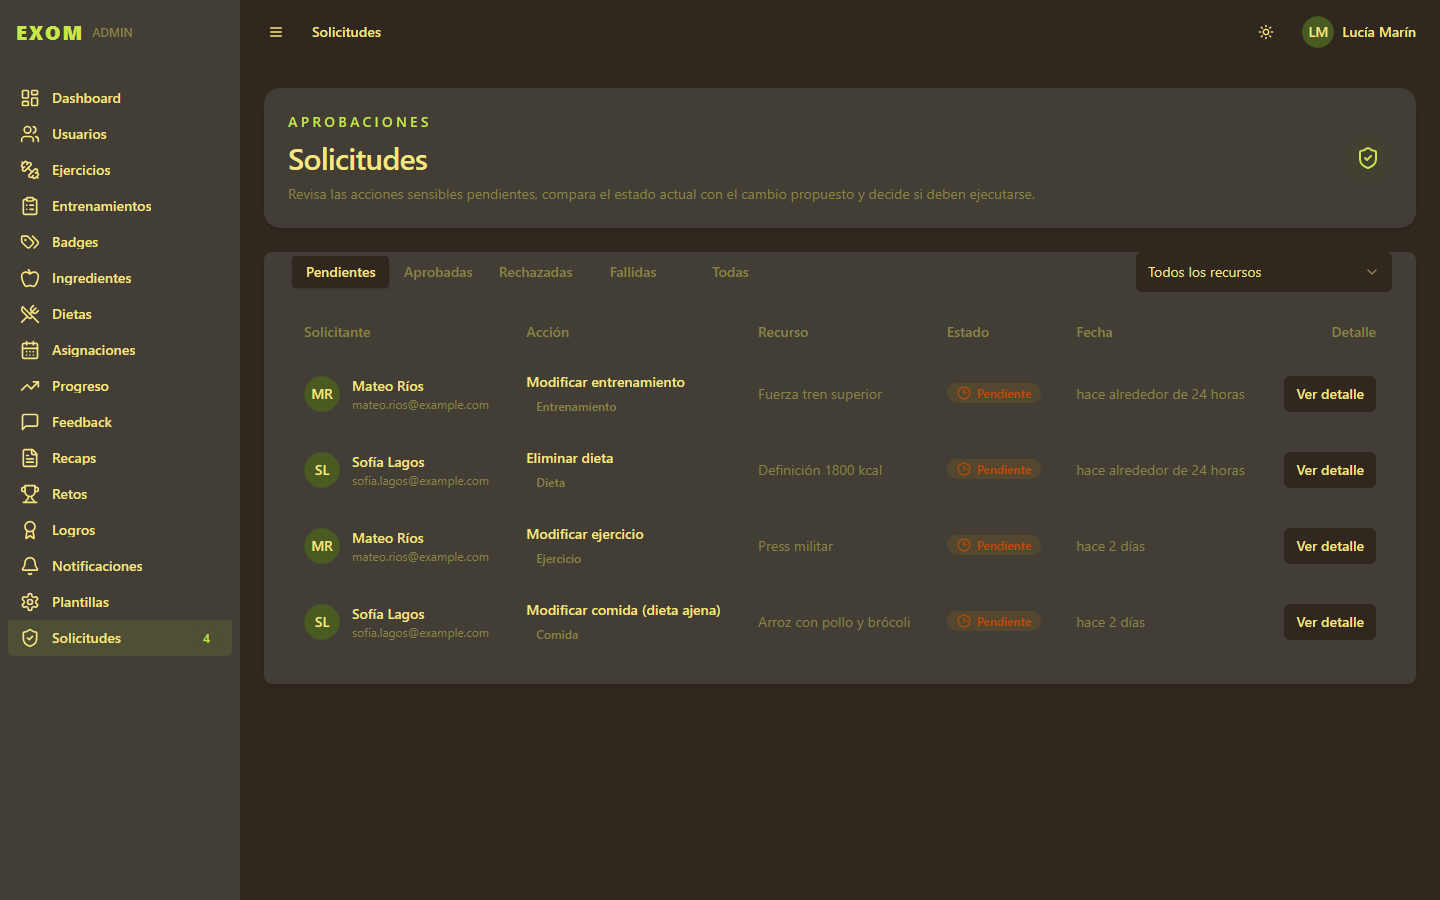 EXOM ADMIN
Dashboard
Usuarios
Ejercicios
Entrenamientos
Badges
Ingredientes
Dietas
Asignaciones
Progreso
Feedback
Recaps
Retos
Logros
Notificaciones
Plantillas
Solicitudes 4
Solicitudes
LM Lucía Marín
APROBACIONES
Solicitudes
Revisa las acciones sensibles pendientes, compara el estado actual con el cambio propuesto y decide si deben ejecutarse.
Pendientes Aprobadas Rechazadas Fallidas Todas Todos los recursos
Solicitante Acción Recurso Estado Fecha Detalle
MR Mateo Ríos
mateo.rios@example.com
Modificar entrenamiento
Entrenamiento
Fuerza tren superior Pendiente hace alrededor de 24 horas Ver detalle
SL Sofía Lagos
sofia.lagos@example.com
Eliminar dieta
Dieta
Definición 1800 kcal Pendiente hace alrededor de 24 horas Ver detalle
MR Mateo Ríos
mateo.rios@example.com
Modificar ejercicio
Ejercicio
Press militar Pendiente hace 2 días Ver detalle
SL Sofía Lagos
sofia.lagos@example.com
Modificar comida (dieta ajena)
Comida
Arroz con pollo y brócoli Pendiente hace 2 días Ver detalle